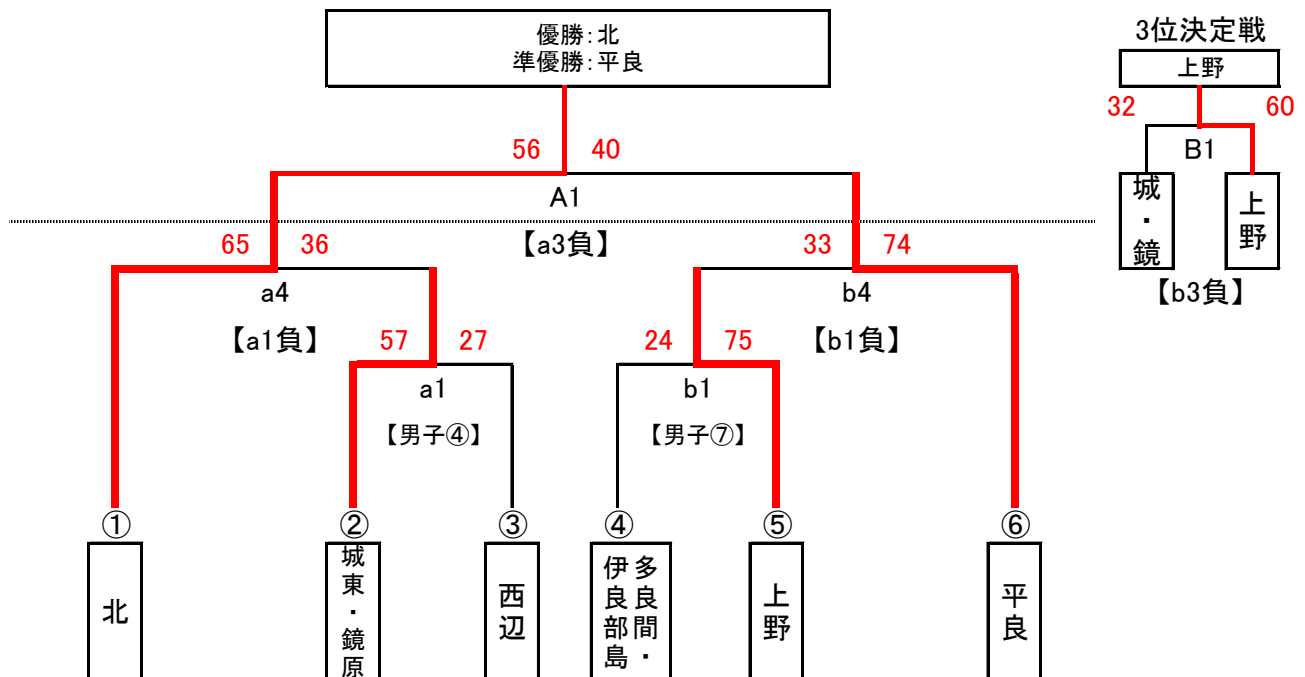 優勝：北
準優勝：平良
3位決定戦
上野
32
60
B1
城・鏡
上野
【b3負】
56
40
A1
【a3負】
65
36
33
74
a4
b4
【a1負】
【b1負】
57
27
24
75
a1
b1
【男子④】
【男子⑦】
①
②
③
④
⑤
⑥
北
城東・鏡原
西辺
多良間・
伊良部島
上野
平良